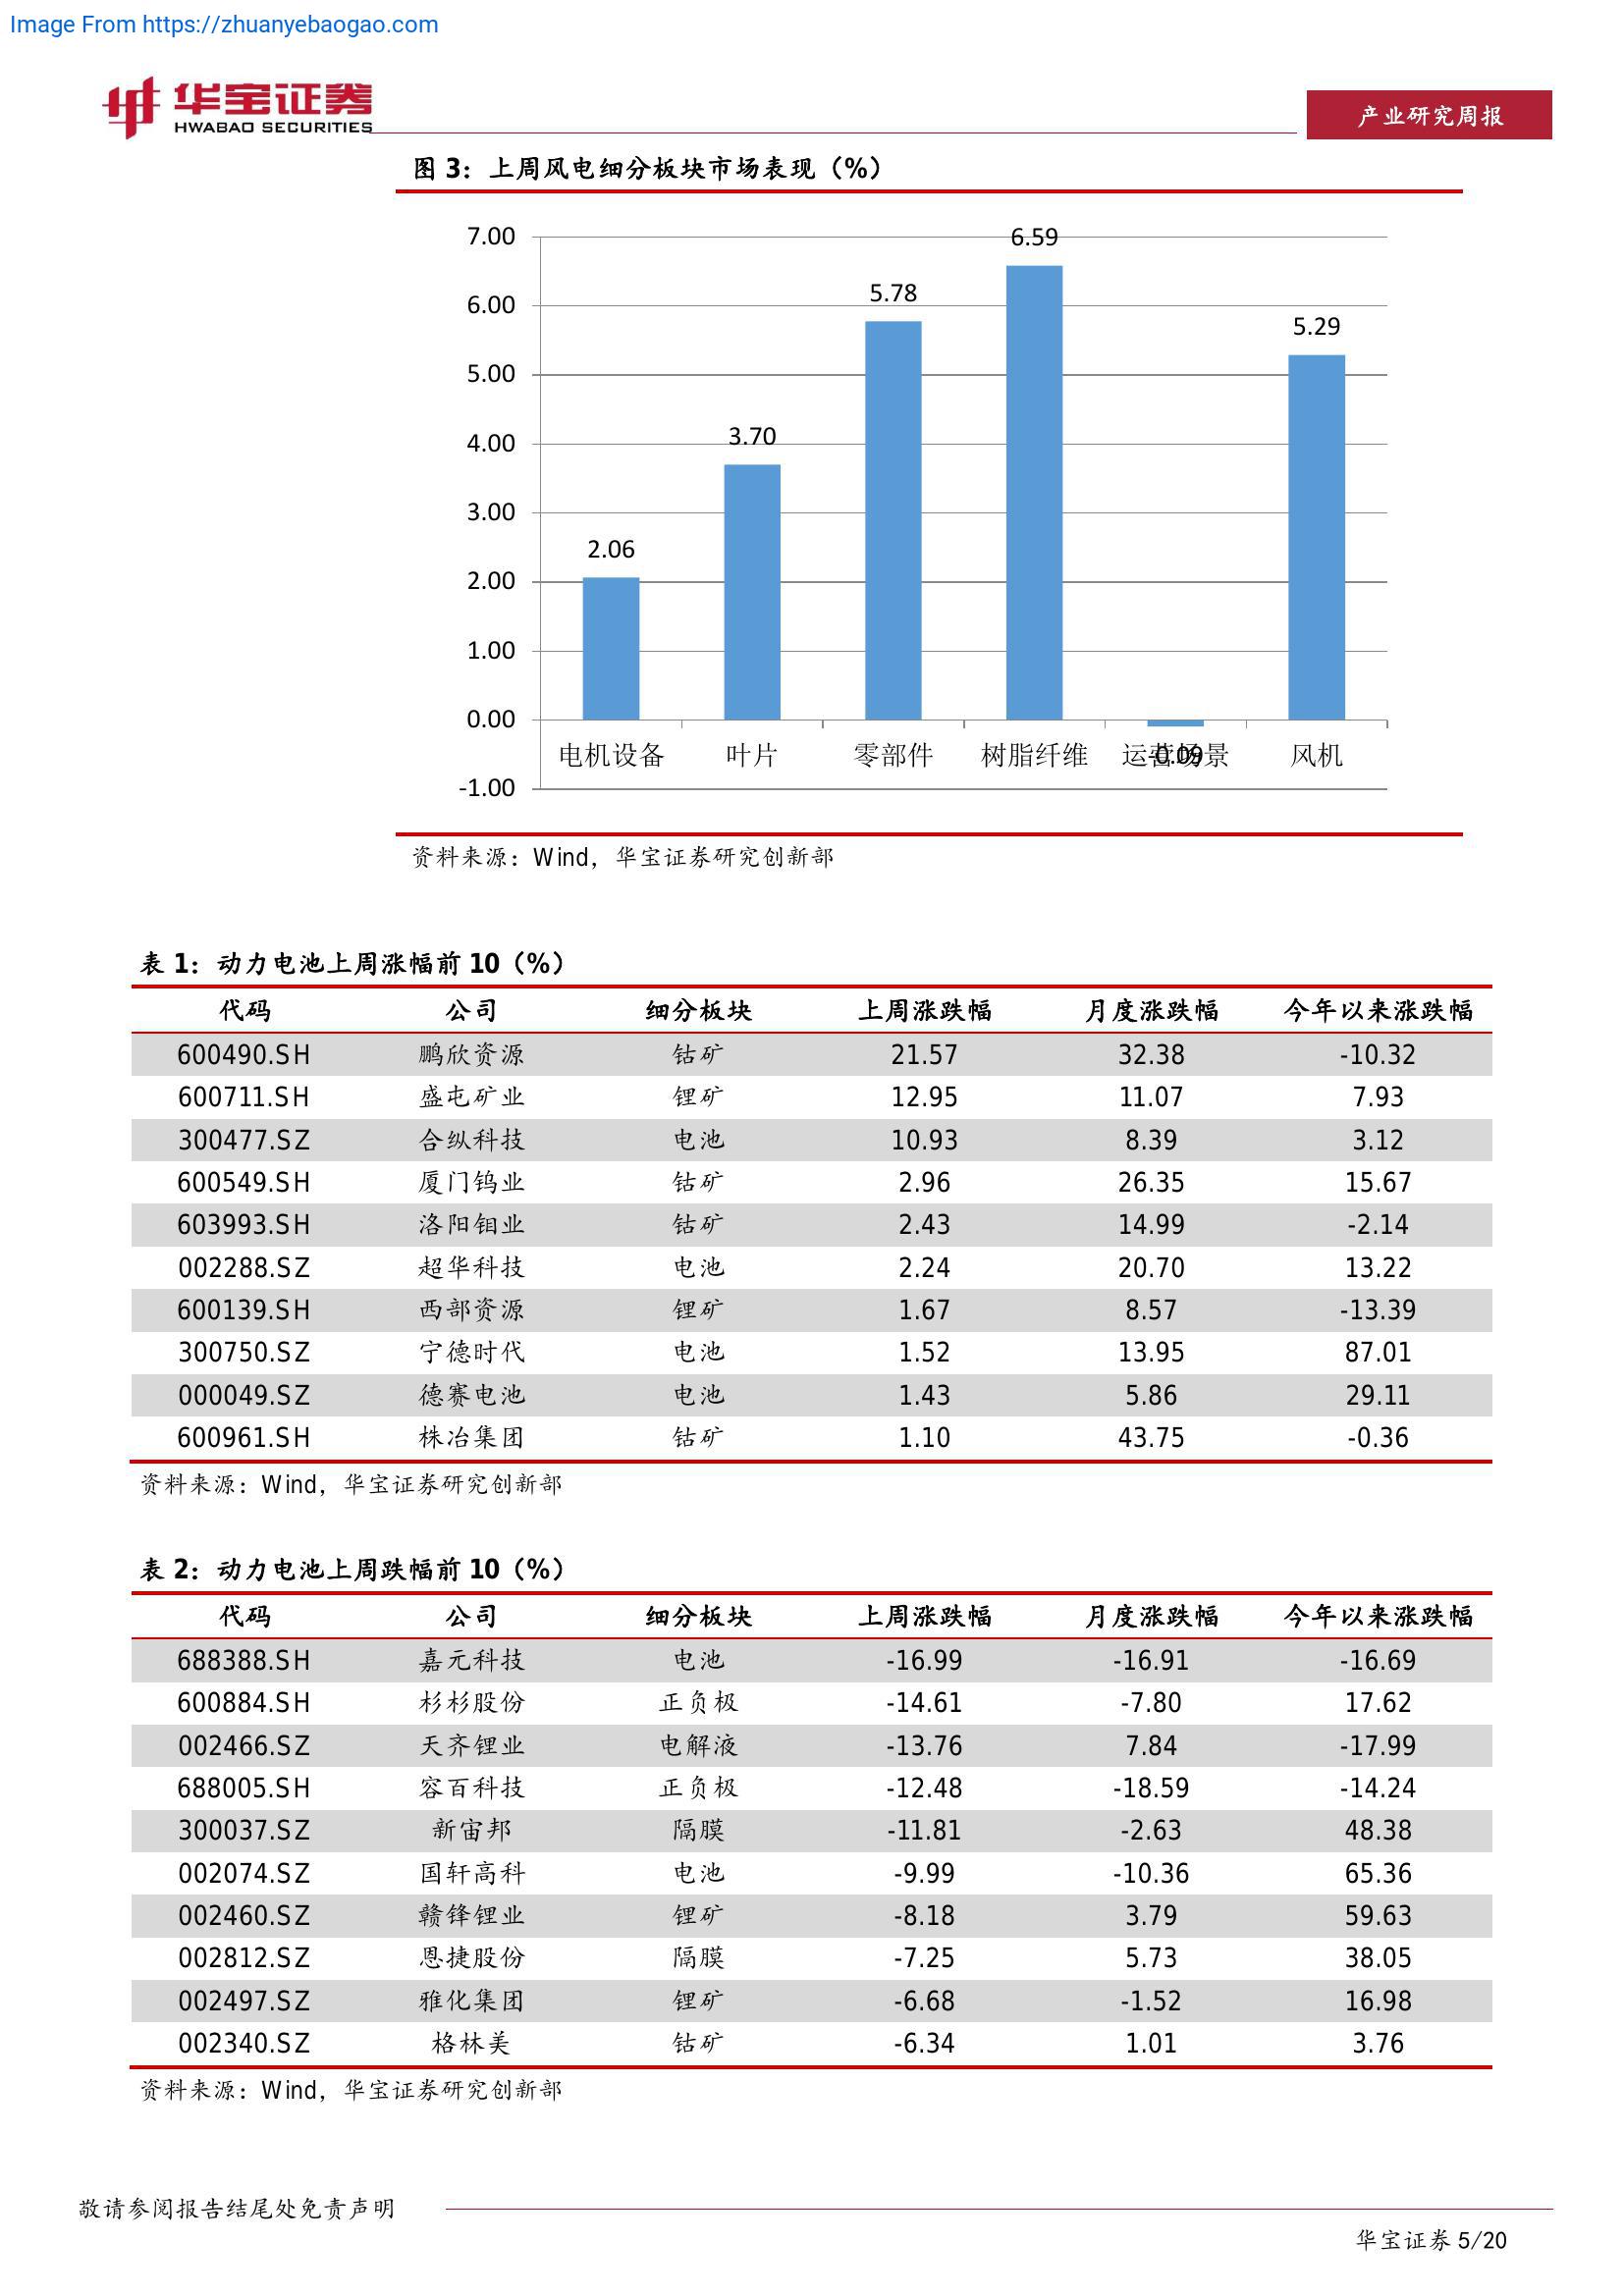 Image From https://zhuanyebaogao.com
华宝证券
HWABAO SECURITIES
产业研究周报
图 3：上周风电细分板块市场表现（%）
7.00
6.00
5.00
4.00
3.00
2.00
1.00
0.00
-1.00
2.06
3.70
5.78
6.59
-0.09
5.29
电机设备 叶片 零部件 树脂纤维 运营场景 风机
资料来源：Wind，华宝证券研究创新部
表 1：动力电池上周涨幅前 10（%）
代码 公司 细分板块 上周涨跌幅 月度涨跌幅 今年以来涨跌幅
600490.SH 鹏欣资源 钴矿 21.57 32.38 -10.32
600711.SH 盛屯矿业 锂矿 12.95 11.07 7.93
300477.SZ 合纵科技 电池 10.93 8.39 3.12
600549.SH 厦门钨业 钴矿 2.96 26.35 15.67
603993.SH 洛阳钼业 钴矿 2.43 14.99 -2.14
002288.SZ 超华科技 电池 2.24 20.70 13.22
600139.SH 西部资源 锂矿 1.67 8.57 -13.39
300750.SZ 宁德时代 电池 1.52 13.95 87.01
000049.SZ 德赛电池 电池 1.43 5.86 29.11
600961.SH 株冶集团 钴矿 1.10 43.75 -0.36
资料来源：Wind，华宝证券研究创新部
表 2：动力电池上周跌幅前 10（%）
代码 公司 细分板块 上周涨跌幅 月度涨跌幅 今年以来涨跌幅
688388.SH 嘉元科技 电池 -16.99 -16.91 -16.69
600884.SH 杉杉股份 正负极 -14.61 -7.80 17.62
002466.SZ 天齐锂业 电解液 -13.76 7.84 -17.99
688005.SH 容百科技 正负极 -12.48 -18.59 -14.24
300037.SZ 新宙邦 隔膜 -11.81 -2.63 48.38
002074.SZ 国轩高科 电池 -9.99 -10.36 65.36
002460.SZ 赣锋锂业 锂矿 -8.18 3.79 59.63
002812.SZ 恩捷股份 隔膜 -7.25 5.73 38.05
002497.SZ 雅化集团 锂矿 -6.68 -1.52 16.98
002340.SZ 格林美 钴矿 -6.34 1.01 3.76
资料来源：Wind，华宝证券研究创新部
敬请参阅报告结尾处免责声明
华宝证券 5/20